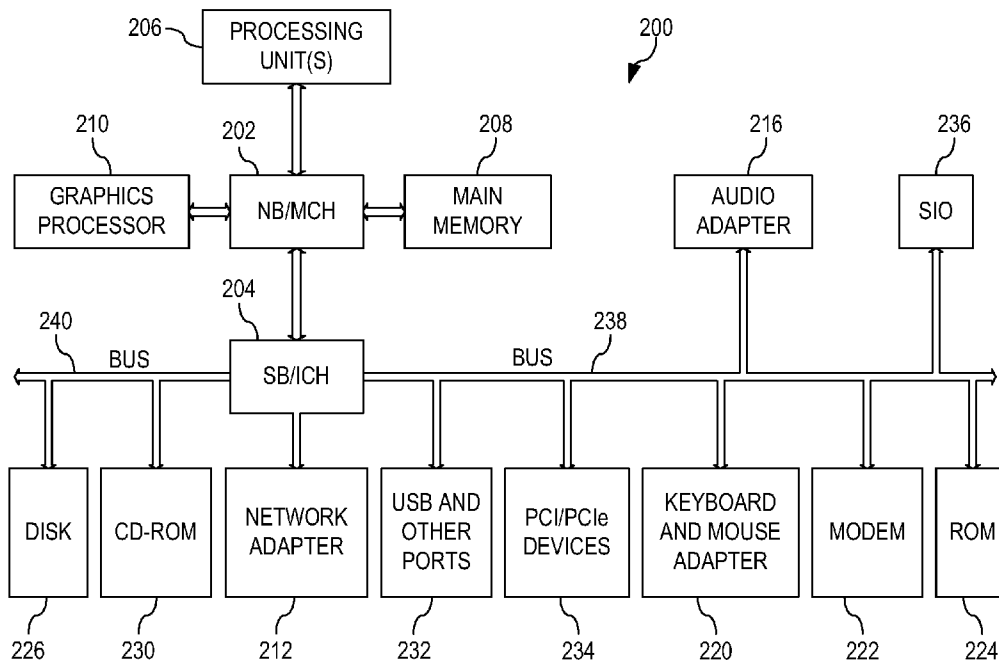 206
PROCESSING
UNIT(S)
200
210
202
208
216
236
GRAPHICS
PROCESSOR
NB/MCH
MAIN
MEMORY
AUDIO
ADAPTER
SIO
204
240
238
BUS
SB/ICH
BUS
DISK
CD-ROM
NETWORK
ADAPTER
USB AND
OTHER
PORTS
PCI/PCIe
DEVICES
KEYBOARD
AND MOUSE
ADAPTER
MODEM
ROM
226
230
212
232
234
220
222
224